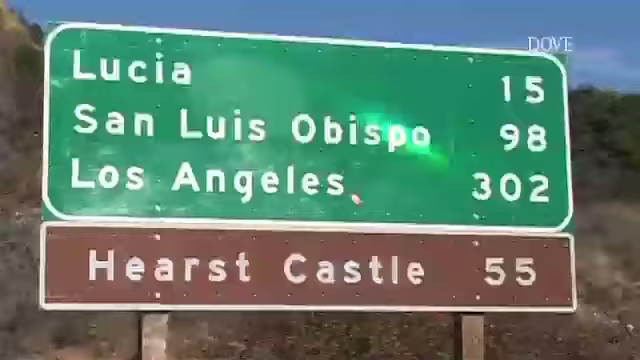 DOVE
Lucia 15
San Luis Obispo 98
Los Angeles 302
Hearst Castle 55